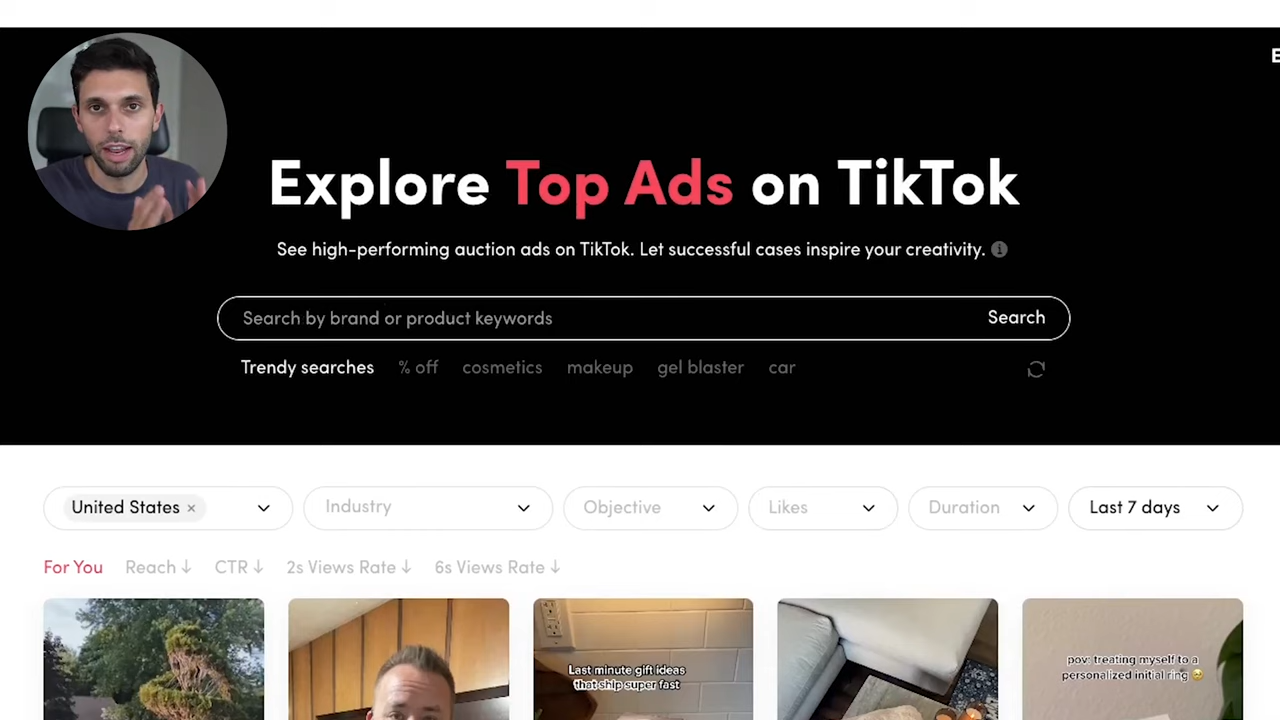 E
Explore Top Ads on TikTok
See high-performing auction ads on TikTok. Let successful cases inspire your creativity.
Search by brand or product keywords
Search
Trendy searches % off cosmetics makeup gel blaster car
United States × Industry Objective Likes Duration Last 7 days
For You Reach ↓ CTR ↓ 2s Views Rate ↓ 6s Views Rate ↓
Last minute gift ideas
that ship super fast
pov: treating myself to a
personalized initial ring 🥹